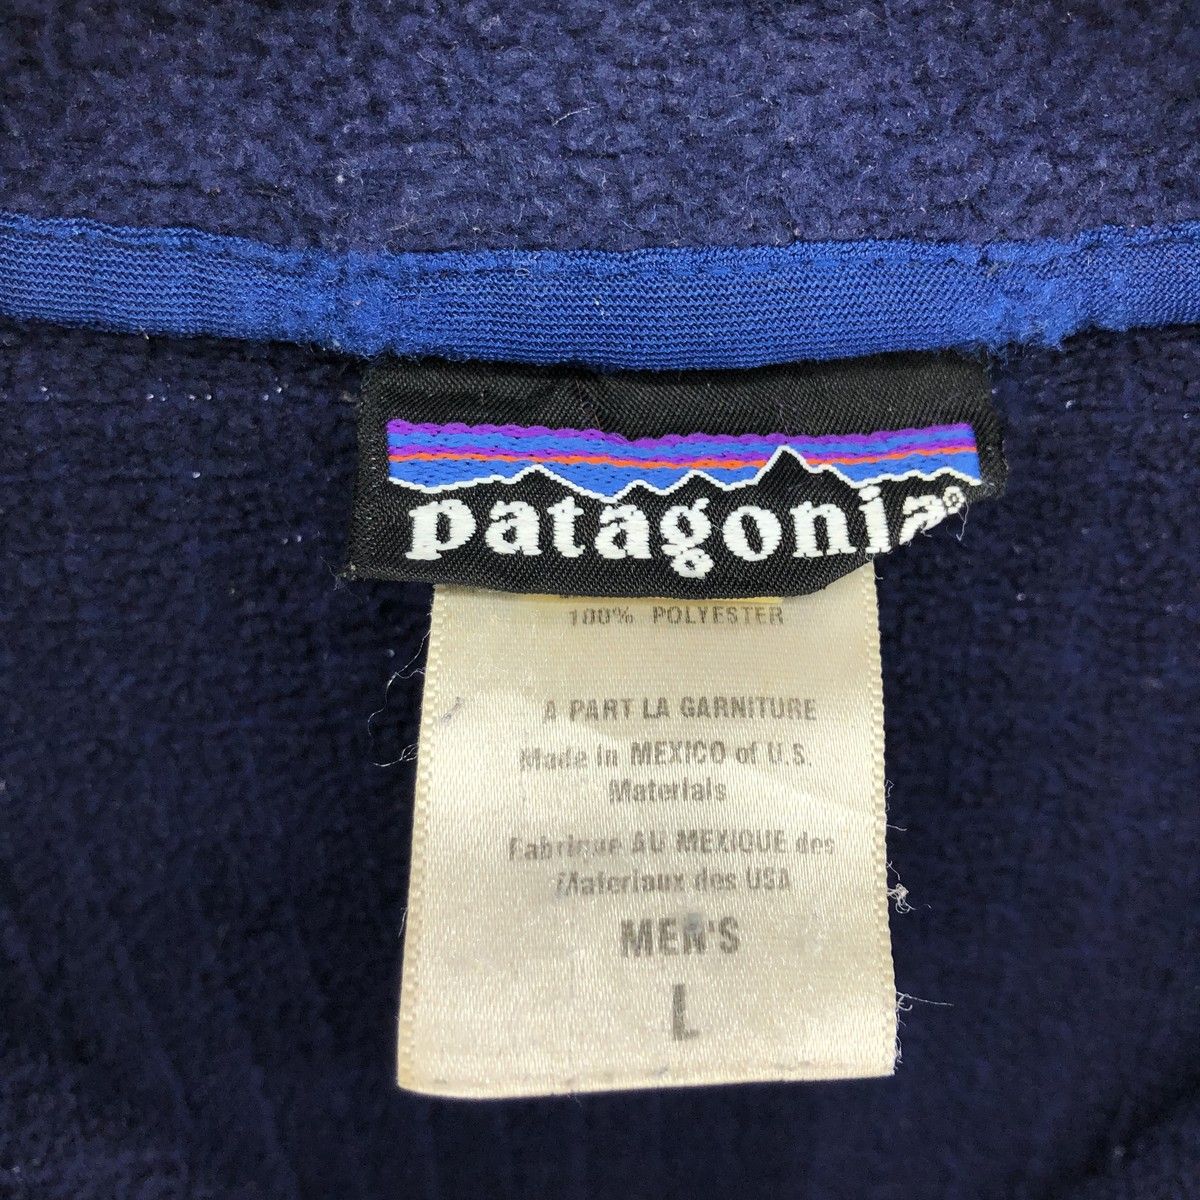 patagonia®
100% POLYESTER
A PART LA GARNITURE
Made in MEXICO of U.S.
Materials
Fabrique AU MEXIQUE des
Materiaux des USA
MEN'S
L